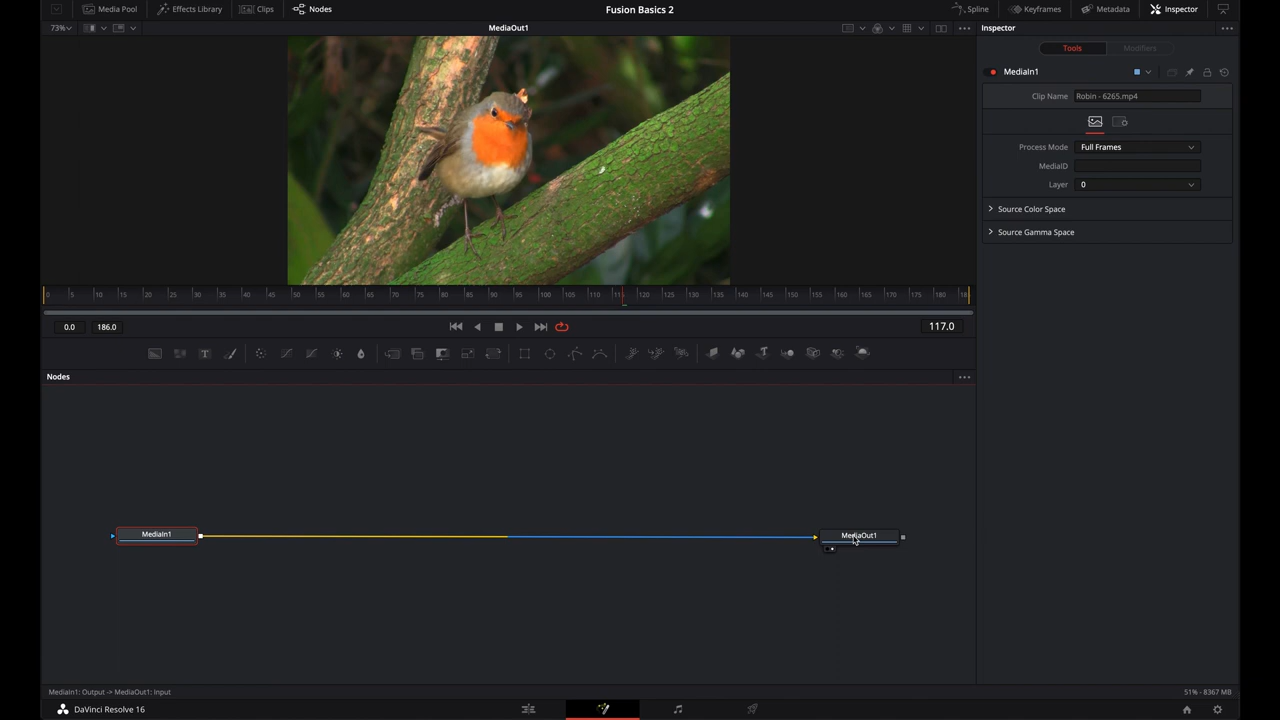 Media Pool Effects Library Clips Nodes Fusion Basics 2 Spline Keyframes Metadata Inspector
73% MediaOut1 Inspector
Tools Modifiers
MediaIn1
Clip Name Robin - 6265.mp4
Process Mode Full Frames
MediaID
Layer 0
Source Color Space
Source Gamma Space
0 5 10 15 20 25 30 35 40 45 50 55 60 65 70 75 80 85 90 95 100 105 110 115 120 125 130 135 140 145 150 155 160 165 170 175 180 18
0.0 186.0 117.0
T
Nodes
MediaIn1 MediaOut1
MediaIn1: Output -> MediaOut1: Input 51% - 8367 MB
DaVinci Resolve 16